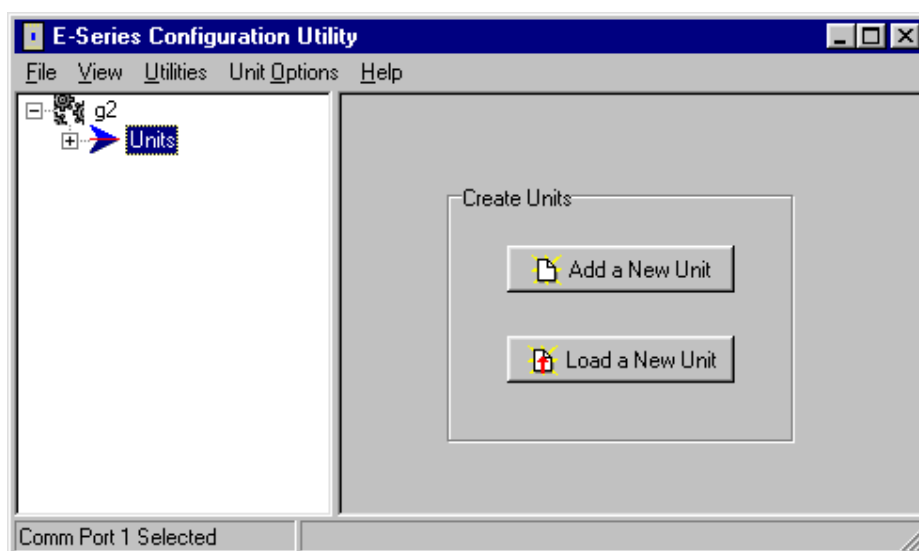 E-Series Configuration Utility
File View Utilities Unit Options Help
g2
Units
Create Units
Add a New Unit
Load a New Unit
Comm Port 1 Selected